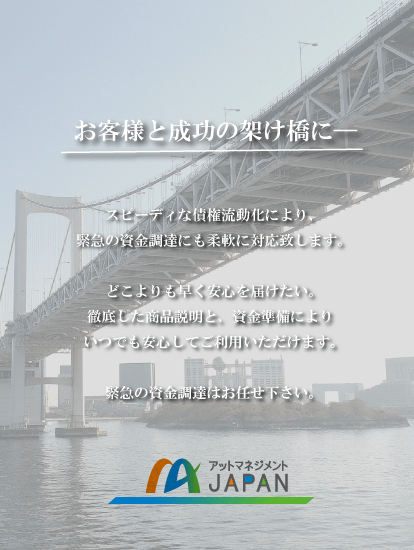 お客様と成功の架け橋に―
スピーディな債権流動化により、
緊急の資金調達にも柔軟に対応致します。
どこよりも早く安心を届けたい。
徹底した商品説明と、資金準備により
いつでも安心してご利用いただけます。
緊急の資金調達はお任せ下さい。
アットマネジメント
JAPAN